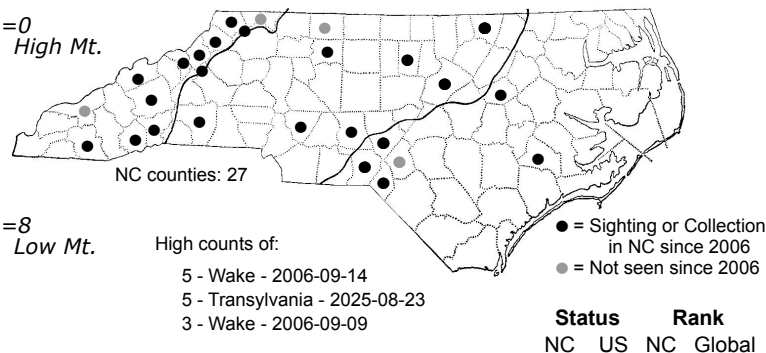 =0
High Mt.
NC counties: 27
=8
Low Mt.
High counts of:
5 - Wake - 2006-09-14
5 - Transylvania - 2025-08-23
3 - Wake - 2006-09-09
● = Sighting or Collection
in NC since 2006
● = Not seen since 2006
Status Rank
NC US NC Global